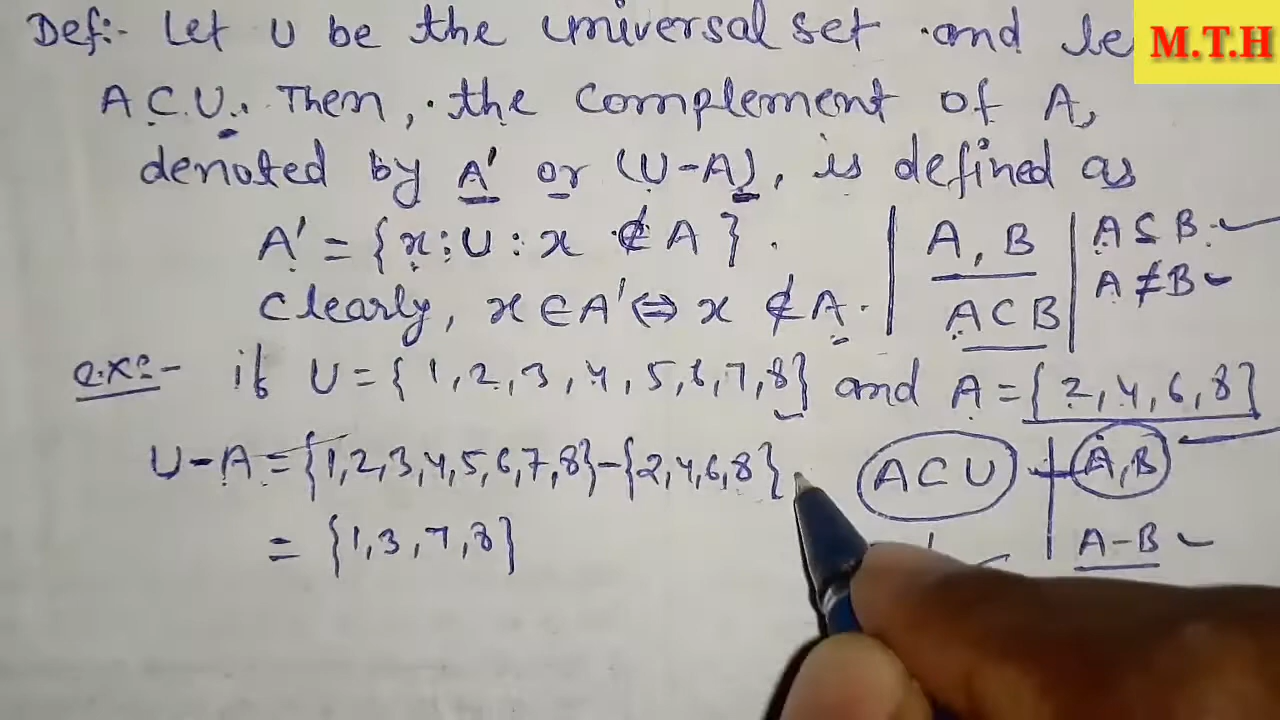 Def:- Let U be the universal set and le
M.T.H
A ⊂ U. Then, the complement of A,
denoted by A' or (U-A), is defined as
A' = {x : U : x ∉ A}.
Clearly, x ∈ A' ⇔ x ∉ A.
A, B
A ⊂ B
A ⊆ B
A ≠ B
ex:- if U = {1, 2, 3, 4, 5, 6, 7, 8} and A = {2, 4, 6, 8}
U-A = {1,2,3,4,5,6,7,8} - {2,4,6,8}
= {1,3,7,8}
A ⊂ U
A, B
A-B